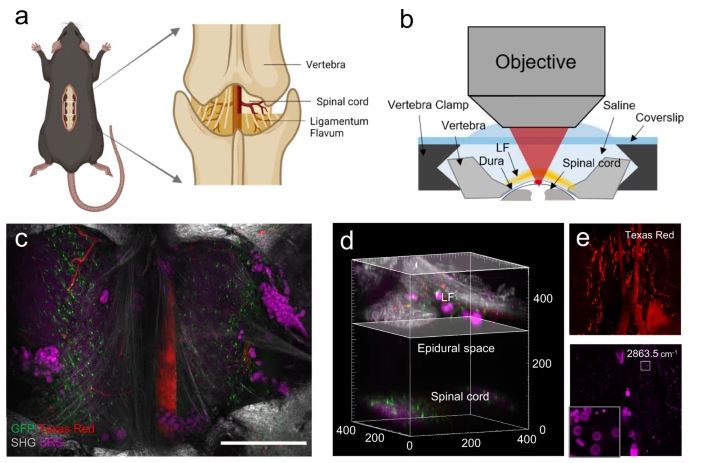 a
Vertebra
Spinal cord
Ligamentum
Flavum
b
Objective
Vertebra Clamp
Saline
Vertebra
Coverslip
LF
Dura
Spinal cord
c
GFP Texas Red
SHG SRS
d
LF
Epidural space
Spinal cord
400
200
0
400
200
0
200
400
e
Texas Red
2863.5 cm⁻¹